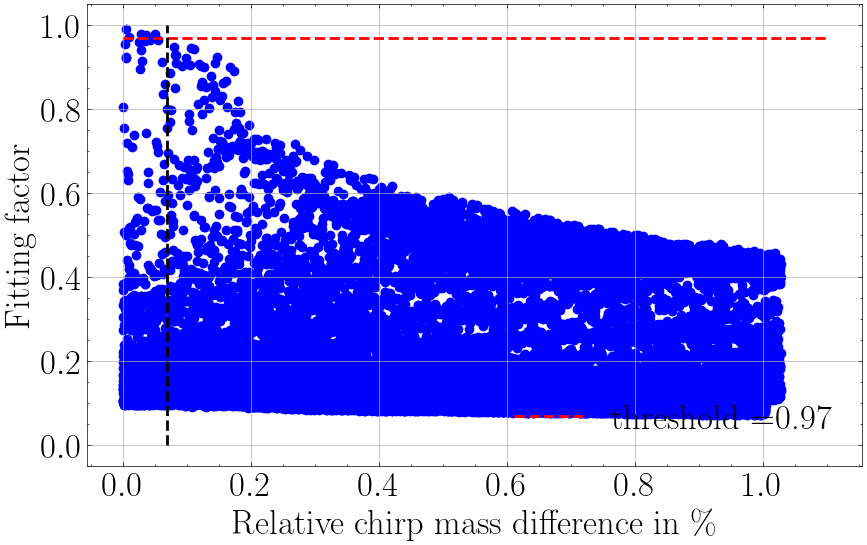 1.0
0.8
0.6
0.4
0.2
0.0
Fitting factor
threshold =0.97
0.0 0.2 0.4 0.6 0.8 1.0
Relative chirp mass difference in %